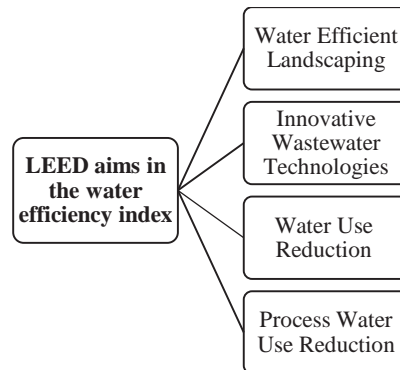 Water Efficient
Landscaping
Innovative
Wastewater
Technologies
LEED aims in
the water
efficiency index
Water Use
Reduction
Process Water
Use Reduction